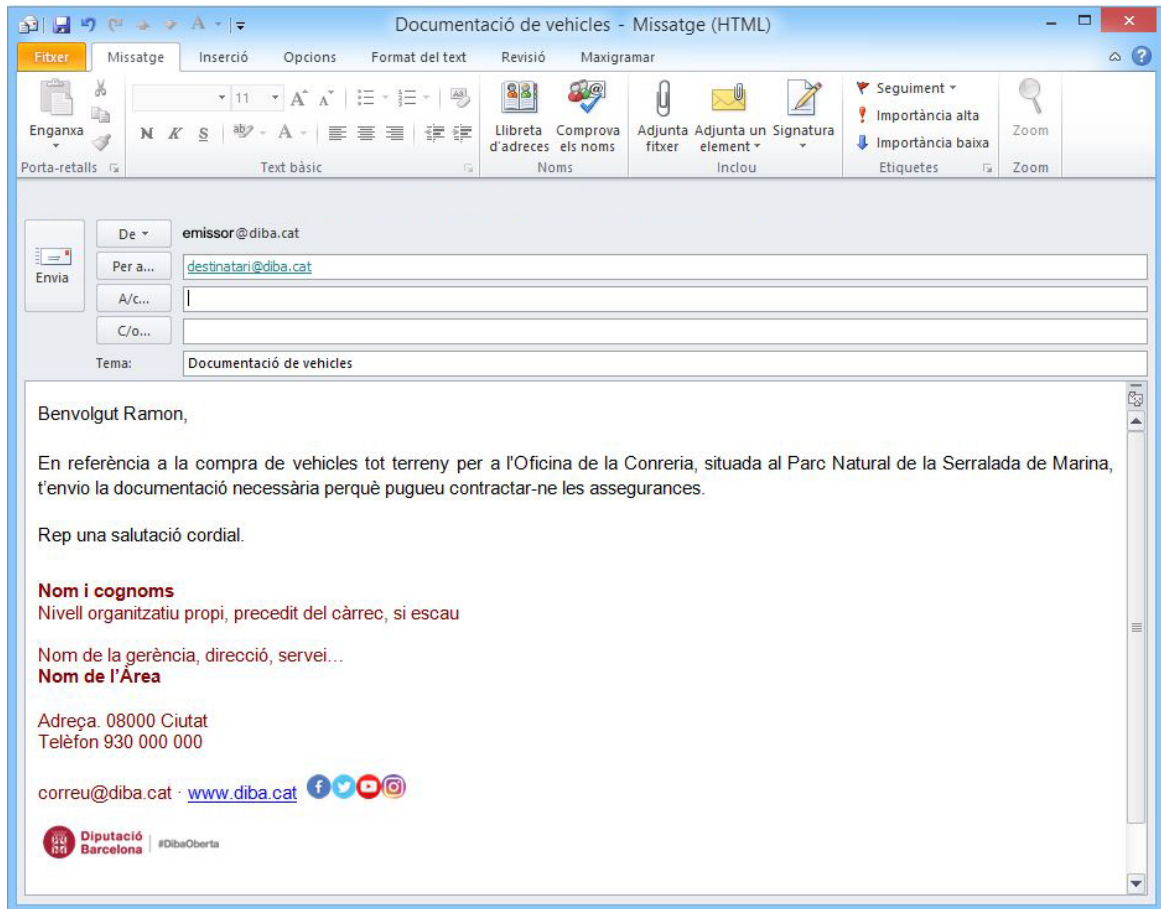 Documentació de vehicles - Missatge (HTML)
Fitxer Missatge Inserció Opcions Format del text Revisió Maxigramar
Enganxa
11
N K S
Llibreta d'adreces
Comprova els noms
Adjunta fitxer
Adjunta un element
Signatura
Seguiment
Importància alta
Importància baixa
Zoom
Porta-retalls Text bàsic Noms Inclou Etiquetes Zoom
Envia
De emissor@diba.cat
Per a... destinatari@diba.cat
A/c...
C/o...
Tema: Documentació de vehicles
Benvolgut Ramon,
En referència a la compra de vehicles tot terreny per a l'Oficina de la Conreria, situada al Parc Natural de la Serralada de Marina,
t'envio la documentació necessària perquè pugueu contractar-ne les assegurances.
Rep una salutació cordial.
Nom i cognoms
Nivell organitzatiu propi, precedit del càrrec, si escau
Nom de la gerència, direcció, servei…
Nom de l'Àrea
Adreça. 08000 Ciutat
Telèfon 930 000 000
correu@diba.cat · www.diba.cat
Diputació
Barcelona
#DibaOberta